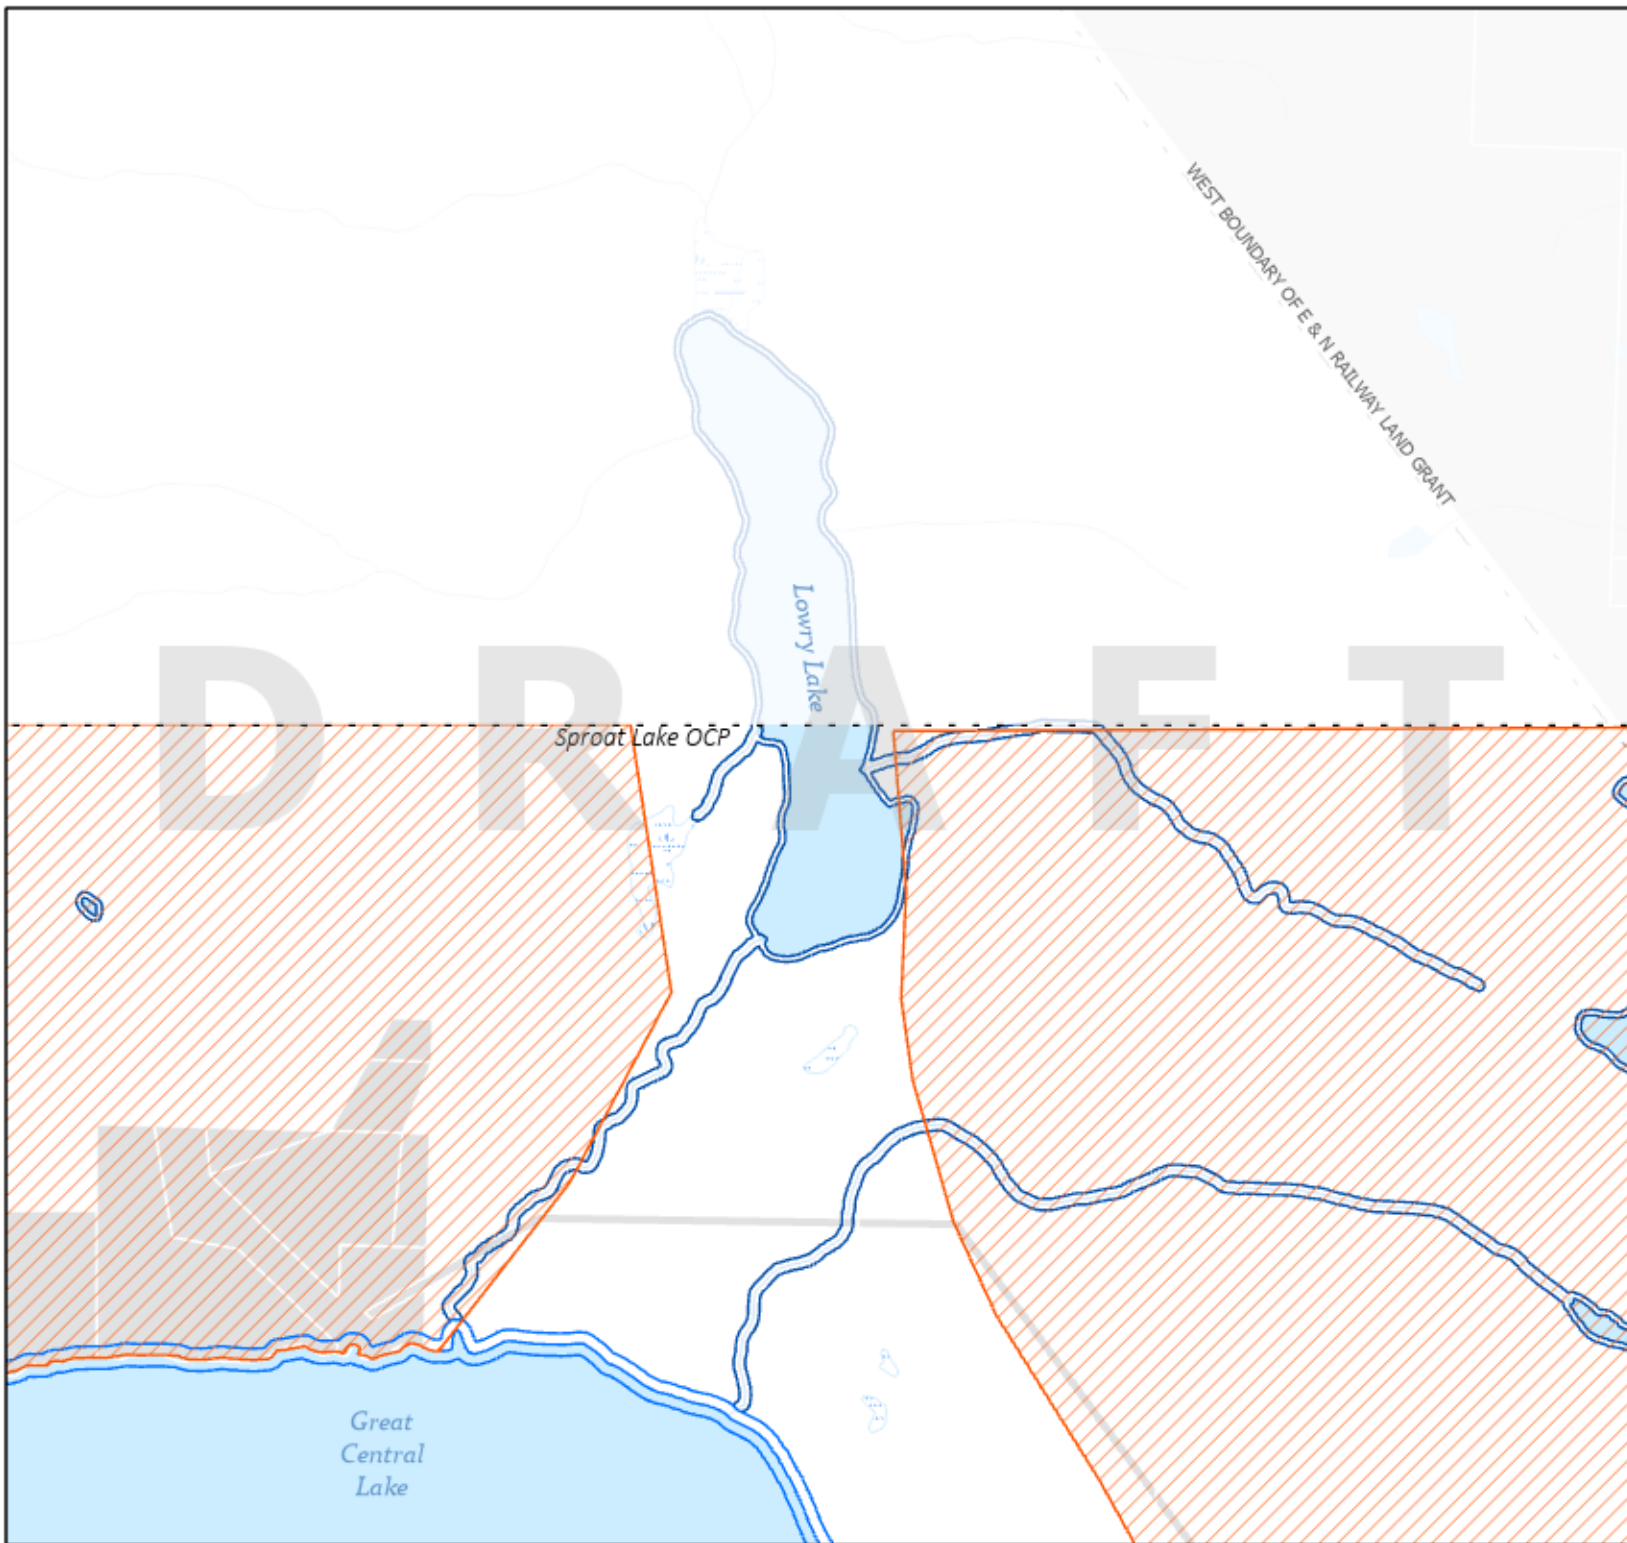 WEST BOUNDARY OF E & N RAILWAY LAND GRANT
Lowry Lake
DRAFT
Sproat Lake OCP
Great
Central
Lake